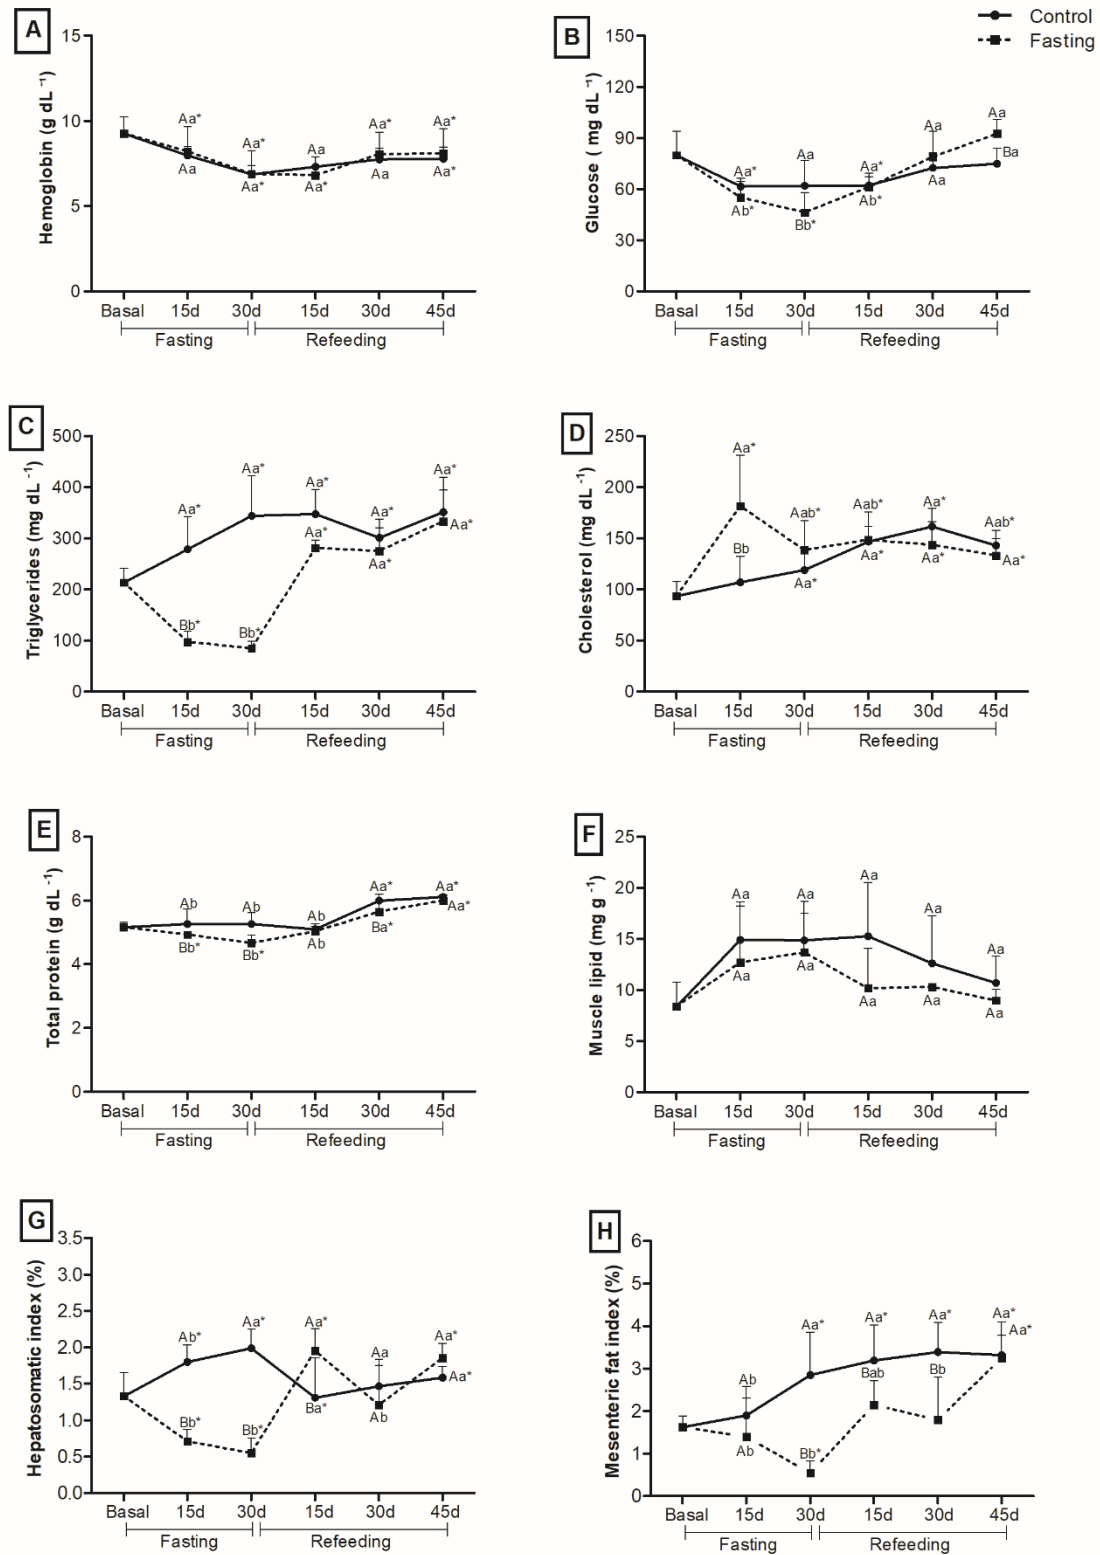 Control
Fasting
A
Hemoglobin (g dL -1)
15
10
5
0
Aa*
Aa
Aa*
Aa*
Aa
Aa*
Aa*
Aa
Aa*
Aa*
Basal 15d 30d 15d 30d 45d
Fasting Refeeding
B
Glucose ( mg dL -1)
150
120
90
60
30
0
Aa*
Ab*
Aa
Bb*
Aa*
Ab*
Aa
Aa
Aa
Ba
Basal 15d 30d 15d 30d 45d
Fasting Refeeding
C
Triglycerides (mg dL -1)
500
400
300
200
100
0
Aa*
Bb*
Aa*
Bb*
Aa*
Aa*
Aa*
Aa*
Aa*
Aa*
Basal 15d 30d 15d 30d 45d
Fasting Refeeding
D
Cholesterol (mg dL -1)
250
200
150
100
50
0
Aa*
Bb
Aab*
Aa*
Aab*
Aa*
Aa*
Aa*
Aab*
Aa*
Basal 15d 30d 15d 30d 45d
Fasting Refeeding
E
Total protein (g dL -1)
8
6
4
2
0
Ab
Bb*
Ab
Bb*
Ab
Ab
Aa*
Ba*
Aa*
Aa*
Basal 15d 30d 15d 30d 45d
Fasting Refeeding
F
Muscle lipid (mg g -1)
25
20
15
10
5
0
Aa
Aa
Aa
Aa
Aa
Aa
Aa
Aa
Aa
Aa
Basal 15d 30d 15d 30d 45d
Fasting Refeeding
G
Hepatosomatic index (%)
3.5
3.0
2.5
2.0
1.5
1.0
0.5
0.0
Ab*
Bb*
Aa*
Bb*
Aa*
Ba*
Aa
Ab
Aa*
Aa*
Basal 15d 30d 15d 30d 45d
Fasting Refeeding
H
Mesenteric fat index (%)
6
5
4
3
2
1
0
Ab
Ab
Aa*
Bb*
Aa*
Bab
Aa*
Bb
Aa*
Aa*
Basal 15d 30d 15d 30d 45d
Fasting Refeeding